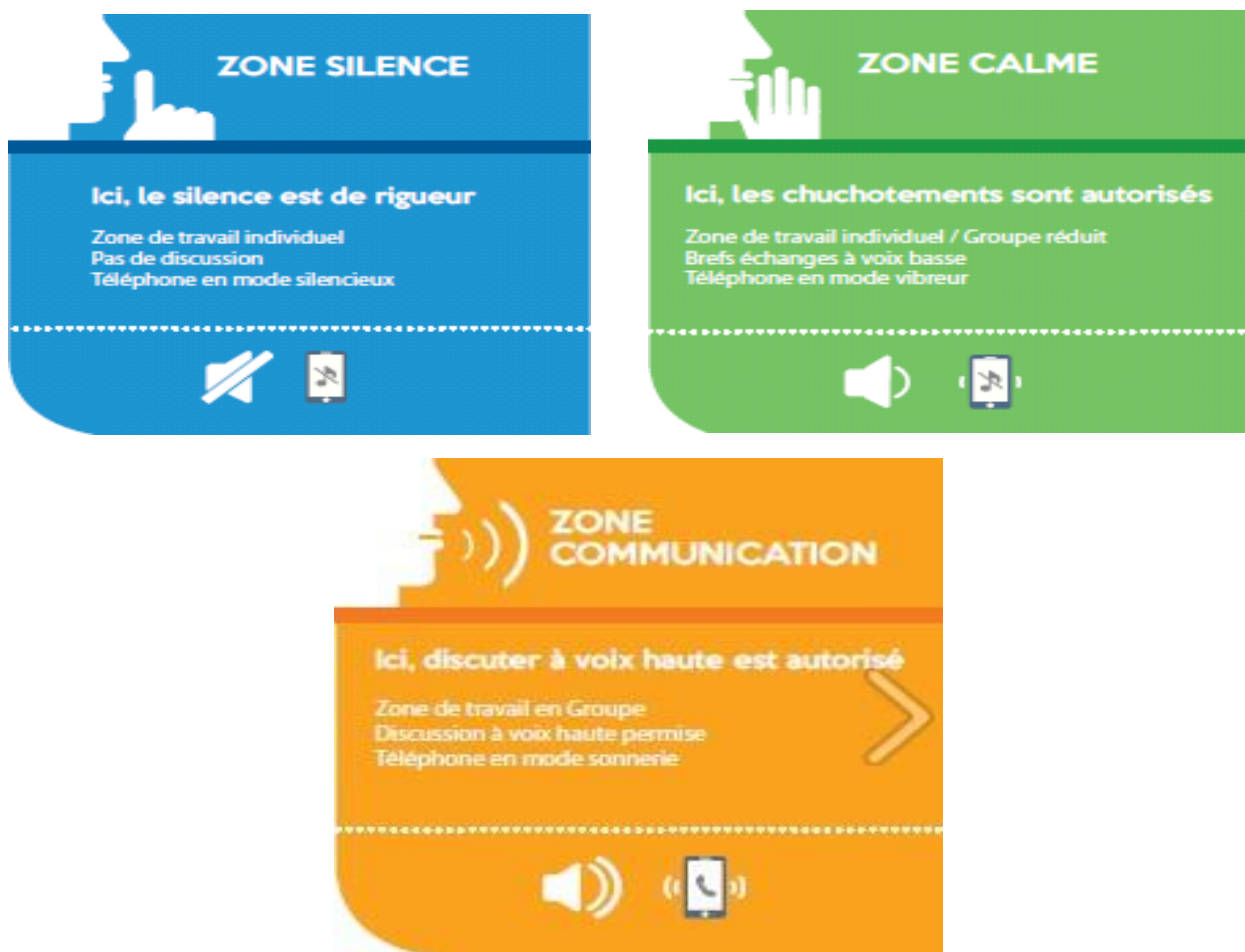 ZONE SILENCE
Ici, le silence est de rigueur
Zone de travail individuel
Pas de discussion
Téléphone en mode silencieux
ZONE CALME
Ici, les chuchotements sont autorisés
Zone de travail individuel / Groupe réduit
Brefs échanges à voix basse
Téléphone en mode vibreur
ZONE
COMMUNICATION
Ici, discuter à voix haute est autorisé
Zone de travail en Groupe
Discussion à voix haute permise
Téléphone en mode sonnerie